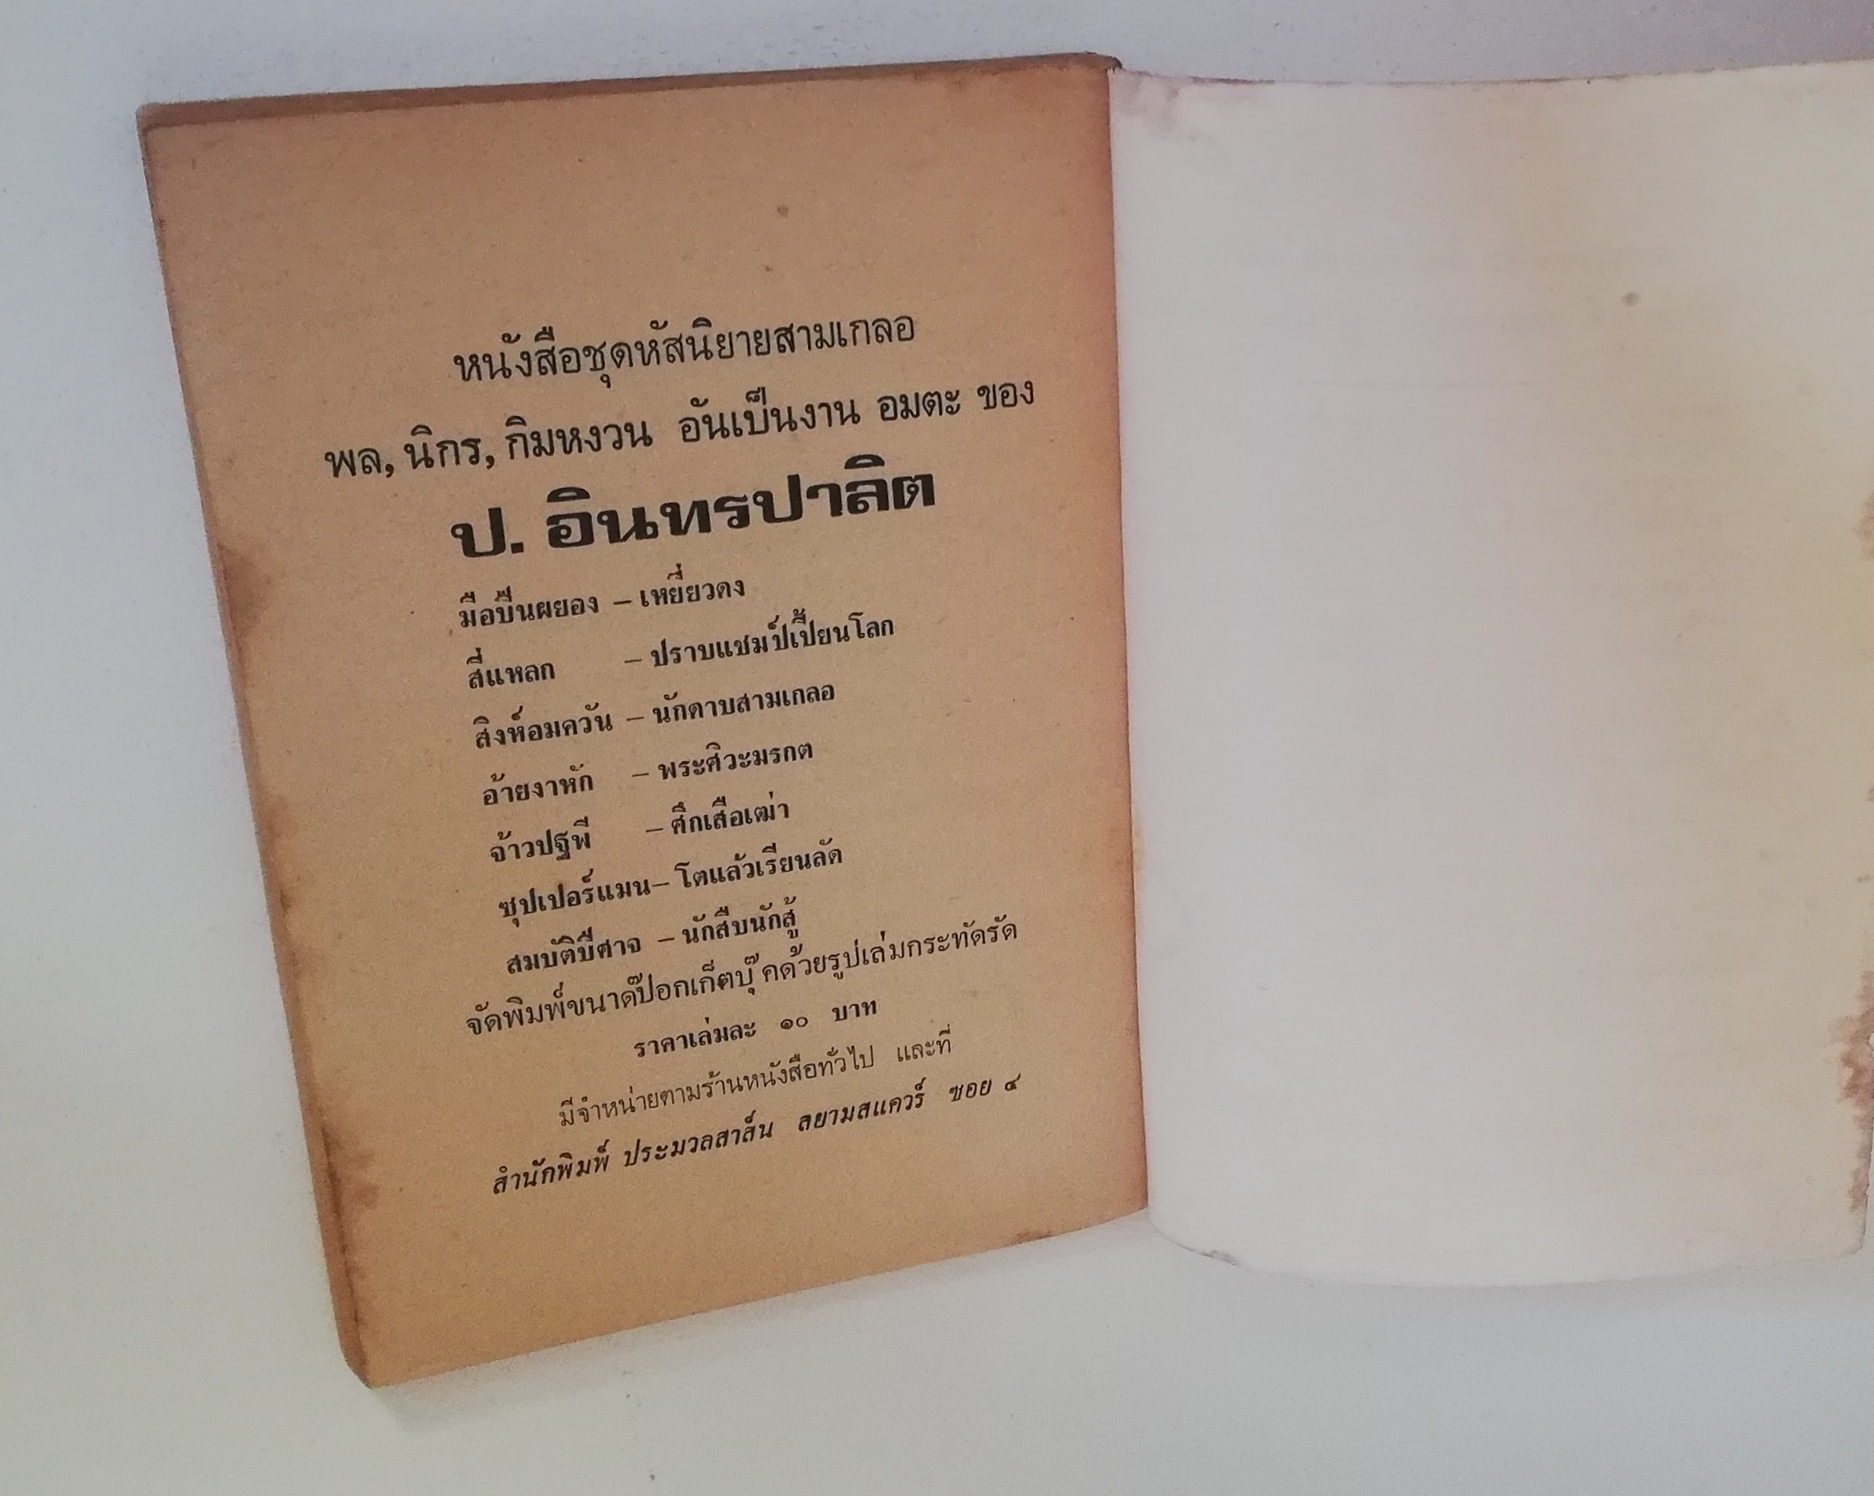 หนังสือชุดหัสนิยายสามเกลอ
พล, นิกร, กิมหงวน อันเป็นงาน อมตะ ของ
ป. อินทรปาลิต
มือปืนผยอง – เหยี่ยวดง
สี่แหลก – ปราบแชมป์เปี้ยนโลก
สิงห์อมควัน – นักดาบสามเกลอ
อ้ายงาหัก – พระศิวะมรกต
จ้าวปฐพี – ศึกเสือเฒ่า
ซุปเปอร์แมน – โตแล้วเรียนลัด
สมบัติปีศาจ – นักสืบนักสู้
จัดพิมพ์ขนาดป๊อกเก็ตบุ๊คด้วยรูปเล่มกระทัดรัด
ราคาเล่มละ ๑๐ บาท
มีจำหน่ายตามร้านหนังสือทั่วไป และที่
สำนักพิมพ์ ประมวลสาส์น สยามสแควร์ ซอย ๔